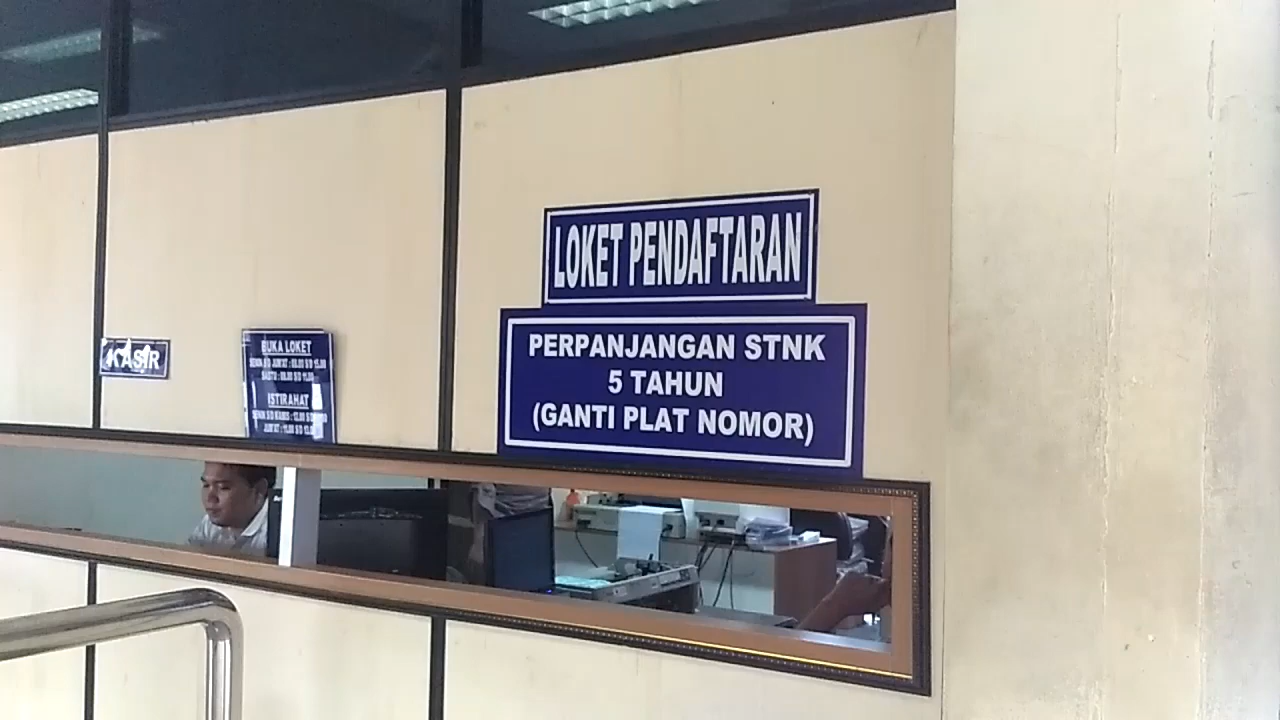 LOKET PENDAFTARAN
PERPANJANGAN STNK
5 TAHUN
(GANTI PLAT NOMOR)
KASIR
BUKA LOKET
ISTIRAHAT